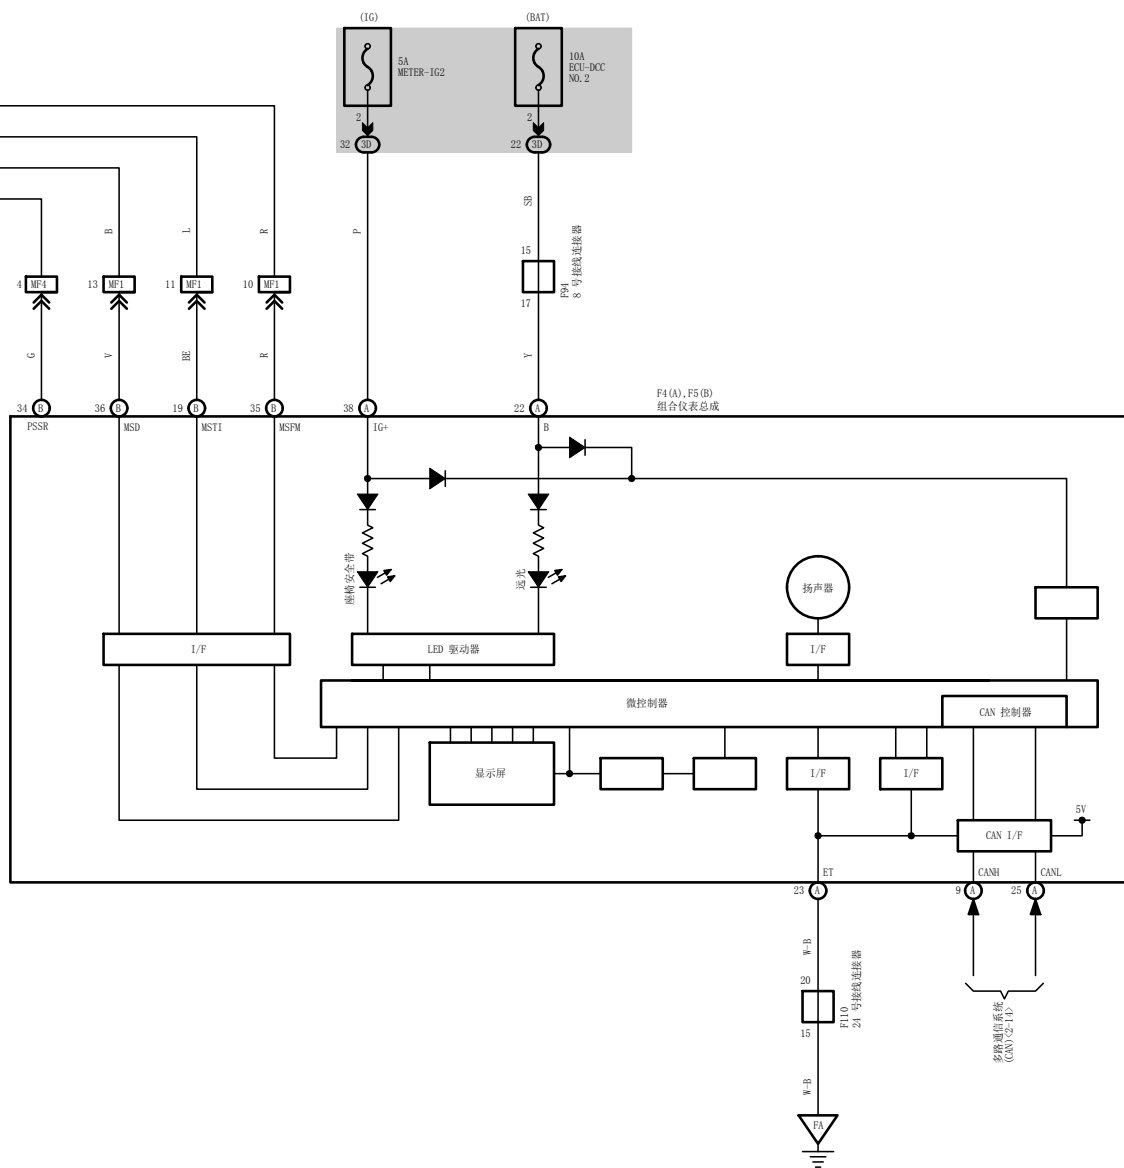 (IG)
(BAT)
5A
METER-IG2
10A
ECU-DCC
NO. 2
2
2
32
3D
22
3D
B
L
R
P
SB
15
17
F94
8 号接线连接器
4
MF4
13
MF1
11
MF1
10
MF1
G
V
BE
R
Y
34
B
36
B
19
B
35
B
38
A
22
A
F4(A), F5(B)
组合仪表总成
PSSR
MSD
MSTI
MSFM
IG+
B
座椅安全带
远光
扬声器
I/F
LED 驱动器
I/F
微控制器
CAN 控制器
显示屏
I/F
I/F
5V
CAN I/F
ET
CANH
CANL
23
A
9
A
25
A
W-B
20
15
F110
24 号接线连接器
多路通信系统
(CAN)<2-14>
W-B
FA